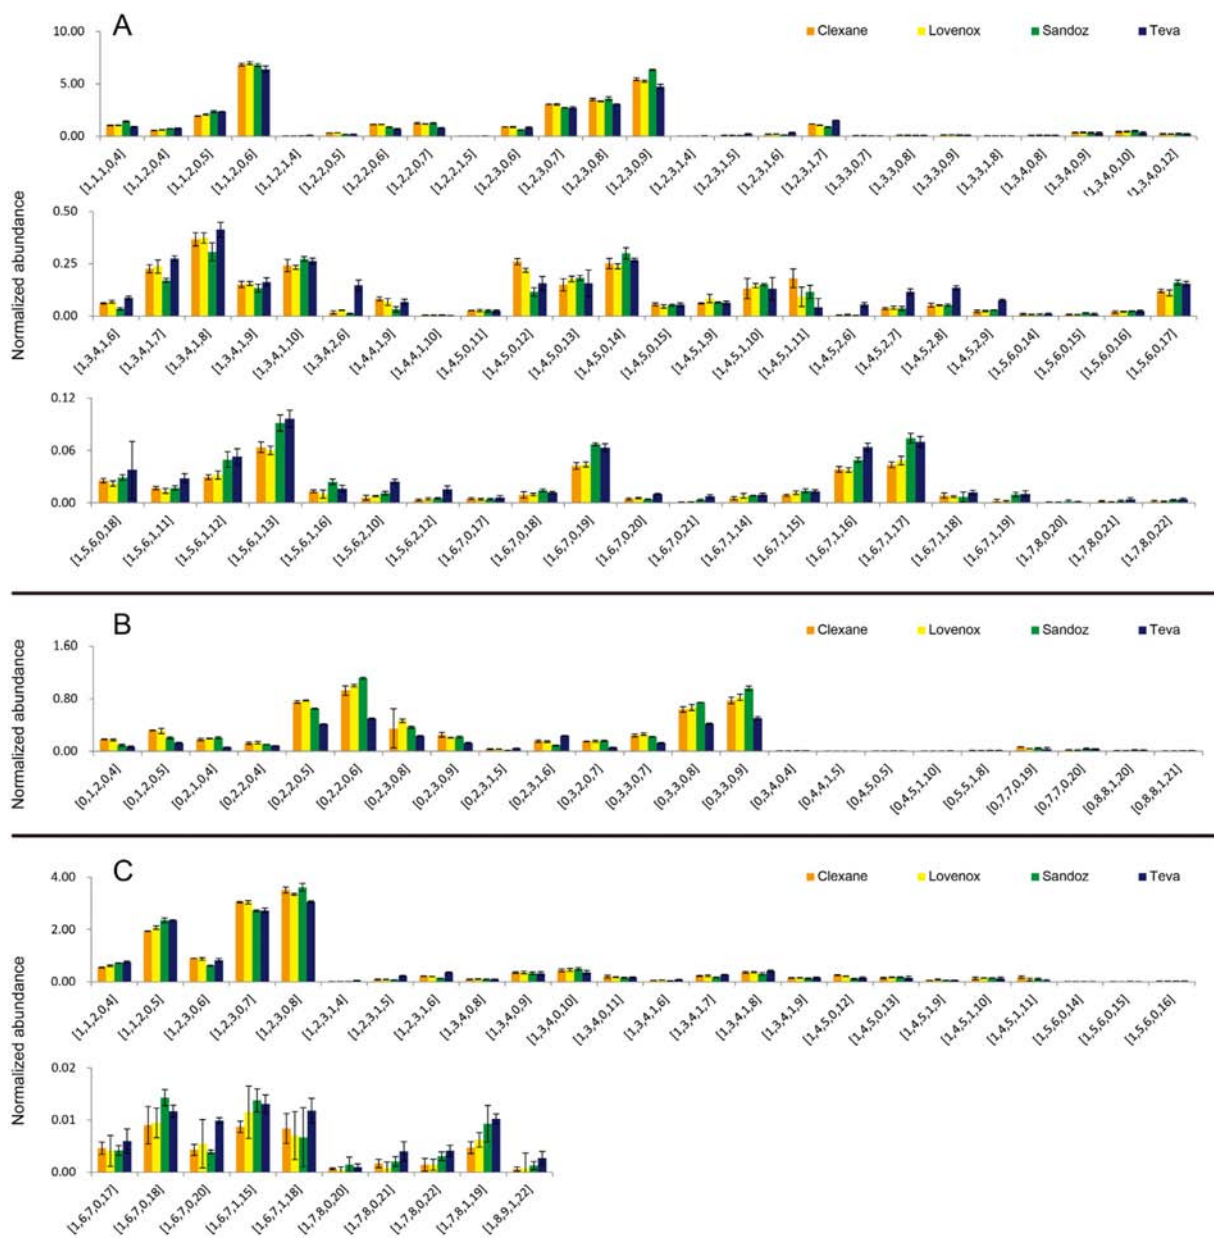 A
Clexane Lovenox Sandoz Teva
10.00
5.00
0.00
[1,1,1,0,4] [1,1,2,0,4] [1,1,2,0,5] [1,1,2,0,6] [1,1,2,1,4] [1,2,2,0,5] [1,2,2,0,6] [1,2,2,0,7] [1,2,2,1,5] [1,2,3,0,6] [1,2,3,0,7] [1,2,3,0,8] [1,2,3,0,9] [1,2,3,1,4] [1,2,3,1,5] [1,2,3,1,6] [1,2,3,1,7] [1,3,3,0,7] [1,3,3,0,8] [1,3,3,0,9] [1,3,3,1,8] [1,3,4,0,8] [1,3,4,0,9] [1,3,4,0,10] [1,3,4,0,12]
Normalized abundance
0.50
0.25
0.00
[1,3,4,1,6] [1,3,4,1,7] [1,3,4,1,8] [1,3,4,1,9] [1,3,4,1,10] [1,3,4,2,6] [1,4,4,1,9] [1,4,4,1,10] [1,4,5,0,11] [1,4,5,0,12] [1,4,5,0,13] [1,4,5,0,14] [1,4,5,0,15] [1,4,5,1,9] [1,4,5,1,10] [1,4,5,1,11] [1,4,5,2,6] [1,4,5,2,7] [1,4,5,2,8] [1,4,5,2,9] [1,5,6,0,14] [1,5,6,0,15] [1,5,6,0,16] [1,5,6,0,17]
0.12
0.06
0.00
[1,5,6,0,18] [1,5,6,1,11] [1,5,6,1,12] [1,5,6,1,13] [1,5,6,1,16] [1,5,6,2,10] [1,5,6,2,12] [1,6,7,0,17] [1,6,7,0,18] [1,6,7,0,19] [1,6,7,0,20] [1,6,7,0,21] [1,6,7,1,14] [1,6,7,1,15] [1,6,7,1,16] [1,6,7,1,17] [1,6,7,1,18] [1,6,7,1,19] [1,7,8,0,20] [1,7,8,0,21] [1,7,8,0,22]
B
Clexane Lovenox Sandoz Teva
Normalized abundance
1.60
0.80
0.00
[0,1,2,0,4] [0,1,2,0,5] [0,2,1,0,4] [0,2,2,0,4] [0,2,2,0,5] [0,2,2,0,6] [0,2,3,0,8] [0,2,3,0,9] [0,2,3,1,5] [0,2,3,1,6] [0,3,2,0,7] [0,3,3,0,7] [0,3,3,0,8] [0,3,3,0,9] [0,3,4,0,4] [0,4,4,1,5] [0,4,5,0,5] [0,4,5,1,10] [0,5,5,1,8] [0,7,7,0,19] [0,7,7,0,20] [0,8,8,1,20] [0,8,8,1,21]
C
Clexane Lovenox Sandoz Teva
Normalized abundance
4.00
2.00
0.00
[1,1,2,0,4] [1,1,2,0,5] [1,2,3,0,6] [1,2,3,0,7] [1,2,3,0,8] [1,2,3,1,4] [1,2,3,1,5] [1,2,3,1,6] [1,3,4,0,8] [1,3,4,0,9] [1,3,4,0,10] [1,3,4,0,11] [1,3,4,1,6] [1,3,4,1,7] [1,3,4,1,8] [1,3,4,1,9] [1,4,5,0,12] [1,4,5,0,13] [1,4,5,1,9] [1,4,5,1,10] [1,4,5,1,11] [1,5,6,0,14] [1,5,6,0,15] [1,5,6,0,16]
0.02
0.01
0.00
[1,6,7,0,17] [1,6,7,0,18] [1,6,7,0,20] [1,6,7,1,15] [1,6,7,1,18] [1,7,8,0,20] [1,7,8,0,21] [1,7,8,0,22] [1,7,8,1,19] [1,8,9,1,22]